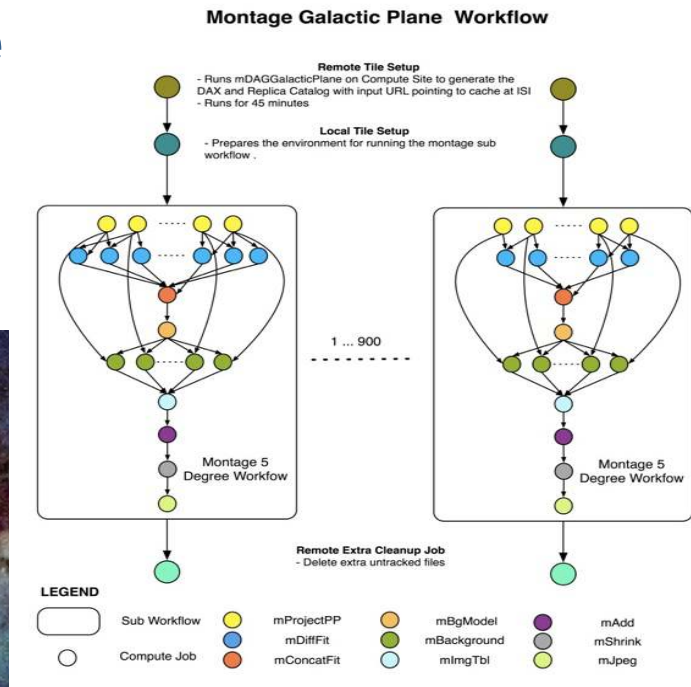 Montage Galactic Plane Workflow
Remote Tile Setup
- Runs mDAGGalacticPlane on Compute Site to generate the
DAX and Replica Catalog with input URL pointing to cache at ISI
- Runs for 45 minutes
Local Tile Setup
- Prepares the environment for running the montage sub
workflow .
1 ... 900
Montage 5
Degree Workfow
Montage 5
Degree Workfow
Remote Extra Cleanup Job
- Delete extra untracked files
LEGEND
Sub Workflow
mProjectPP
mBgModel
mAdd
mDiffFit
mBackground
mShrink
Compute Job
mConcatFit
mImgTbl
mJpeg